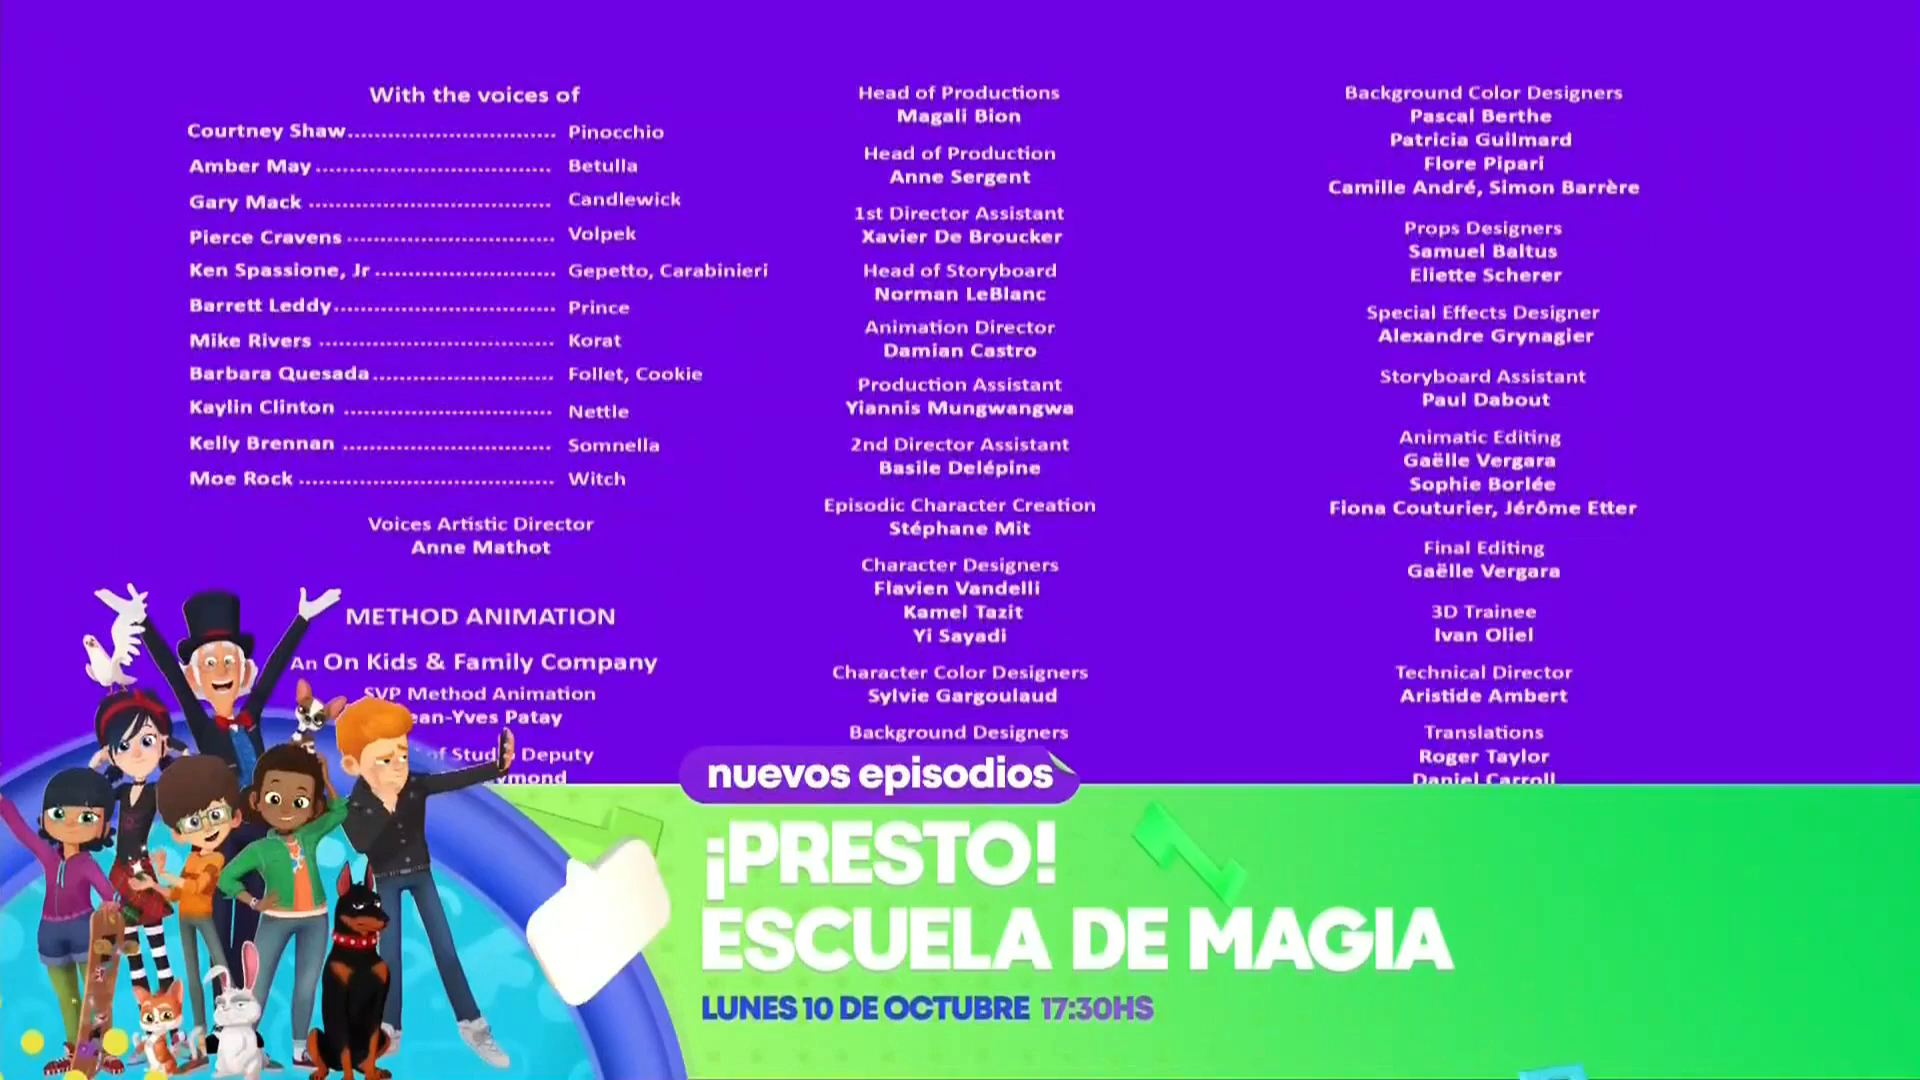 With the voices of
Courtney Shaw............................... Pinocchio
Amber May ................................... Betulla
Gary Mack .................................... Candlewick
Pierce Cravens ............................... Volpek
Ken Spassione, Jr ........................... Gepetto, Carabinieri
Barrett Leddy................................. Prince
Mike Rivers ................................... Korat
Barbara Quesada........................... Follet, Cookie
Kaylin Clinton ............................... Nettle
Kelly Brennan ............................... Somnella
Moe Rock ...................................... Witch
Voices Artistic Director
Anne Mathot
METHOD ANIMATION
An On Kids & Family Company
SVP Method Animation
ean-Yves Patay
of Stud Deputy
ymond
Head of Productions
Magali Bion
Head of Production
Anne Sergent
1st Director Assistant
Xavier De Broucker
Head of Storyboard
Norman LeBlanc
Animation Director
Damian Castro
Production Assistant
Yiannis Mungwangwa
2nd Director Assistant
Basile Delépine
Episodic Character Creation
Stéphane Mit
Character Designers
Flavien Vandelli
Kamel Tazit
Yi Sayadi
Character Color Designers
Sylvie Gargoulaud
Background Designers
Background Color Designers
Pascal Berthe
Patricia Guilmard
Flore Pipari
Camille André, Simon Barrère
Props Designers
Samuel Baltus
Eliette Scherer
Special Effects Designer
Alexandre Grynagier
Storyboard Assistant
Paul Dabout
Animatic Editing
Gaëlle Vergara
Sophie Borlée
Fiona Couturier, Jérôme Etter
Final Editing
Gaëlle Vergara
3D Trainee
Ivan Oliel
Technical Director
Aristide Ambert
Translations
Roger Taylor
Daniel Carroll
nuevos episodios
¡PRESTO!
ESCUELA DE MAGIA
LUNES 10 DE OCTUBRE 17:30HS